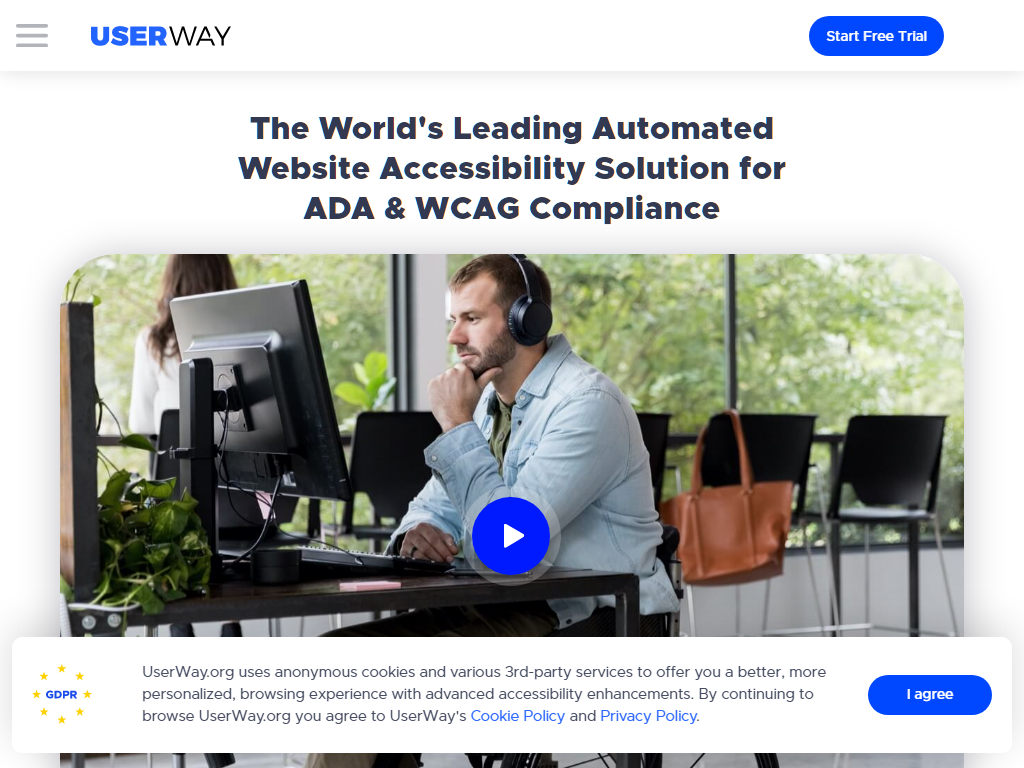 USERWAY
Start Free Trial
The World's Leading Automated
Website Accessibility Solution for
ADA & WCAG Compliance
GDPR
UserWay.org uses anonymous cookies and various 3rd-party services to offer you a better, more
personalized, browsing experience with advanced accessibility enhancements. By continuing to
browse UserWay.org you agree to UserWay's Cookie Policy and Privacy Policy.
I agree